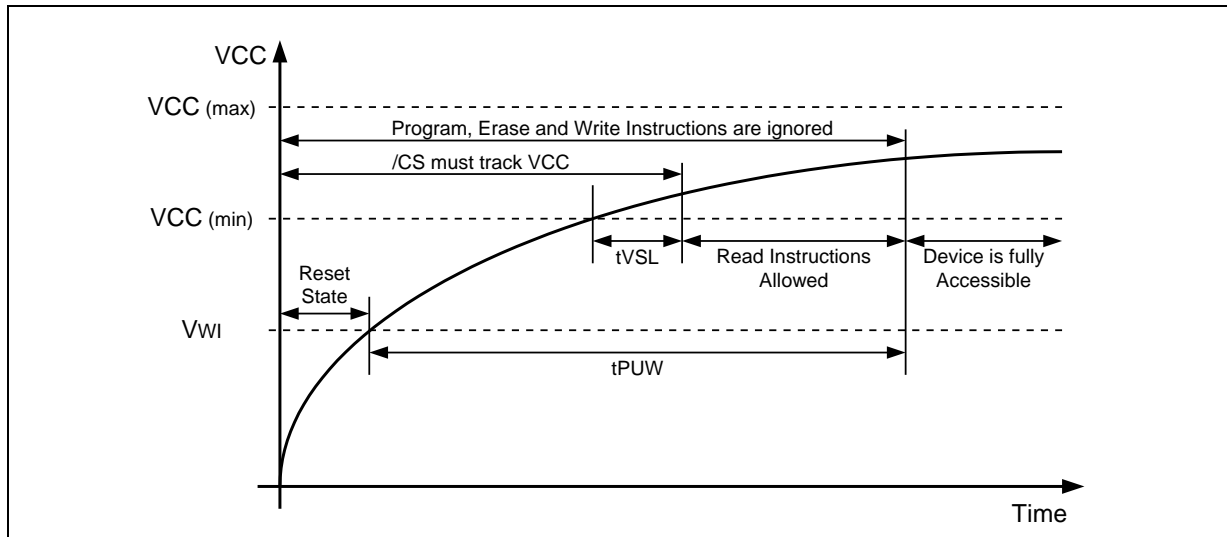 VCC
VCC (max)
Program, Erase and Write Instructions are ignored
/CS must track VCC
VCC (min)
tVSL
Read Instructions
Allowed
Device is fully
Accessible
Reset
State
VWI
tPUW
Time